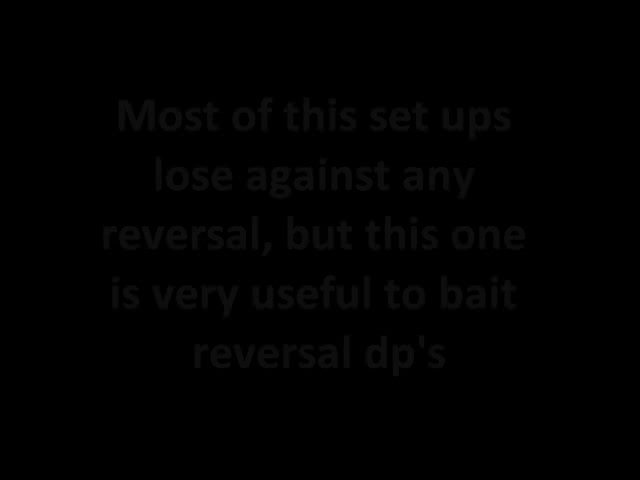 Most of this set ups
lose against any
reversal, but this one
is very useful to bait
reversal dp's